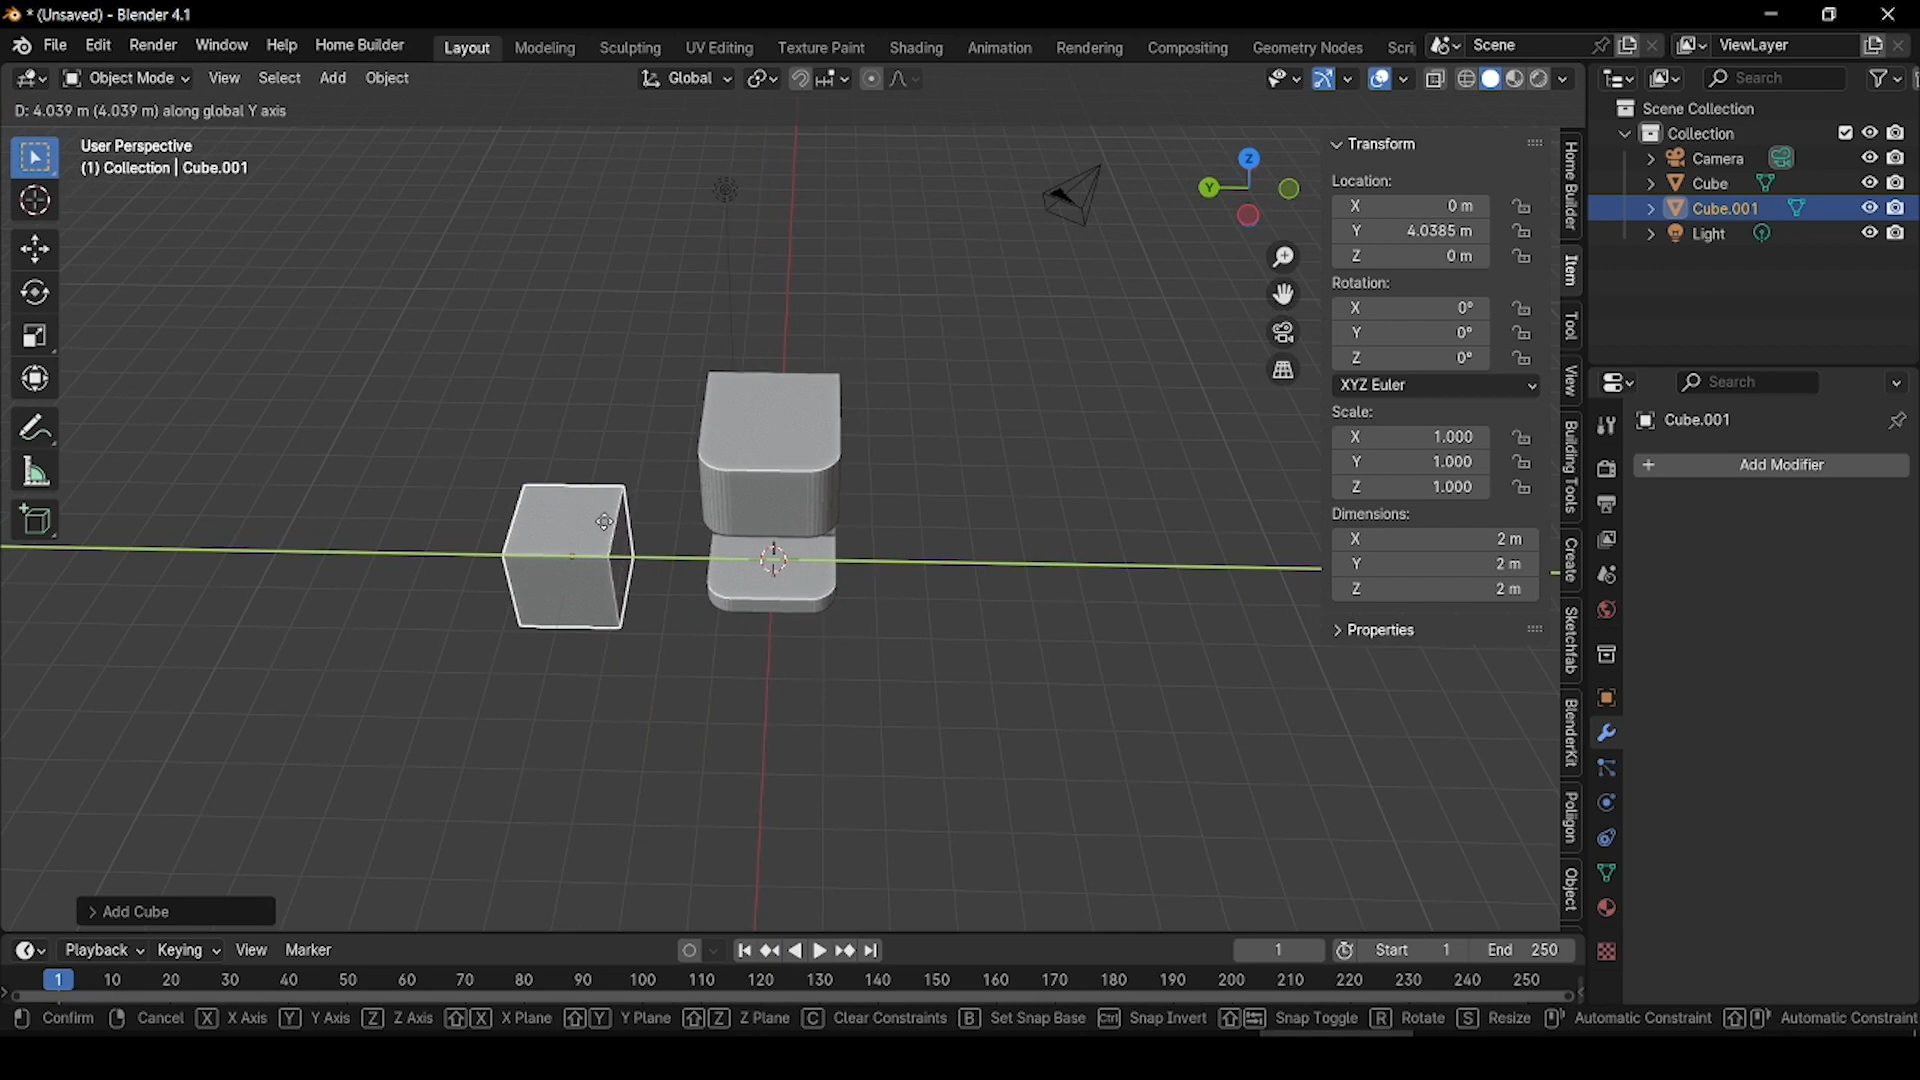 * (Unsaved) - Blender 4.1
File Edit Render Window Help Home Builder Layout Modeling Sculpting UV Editing Texture Paint Shading Animation Rendering Compositing Geometry Nodes Scri Scene ViewLayer
Object Mode View Select Add Object Global Search
D: 4.039 m (4.039 m) along global Y axis
User Perspective
(1) Collection | Cube.001
Z
Y
Transform
Location:
X 0 m
Y 4.0385 m
Z 0 m
Rotation:
X 0°
Y 0°
Z 0°
XYZ Euler
Scale:
X 1.000
Y 1.000
Z 1.000
Dimensions:
X 2 m
Y 2 m
Z 2 m
Properties
Home Builder
Item
Tool
View
Building Tools
Create
Sketchfab
BlenderKit
Poliigon
Object
Scene Collection
Collection
Camera
Cube
Cube.001
Light
Search
Cube.001
Add Modifier
Add Cube
Playback Keying View Marker 1 Start 1 End 250
1 10 20 30 40 50 60 70 80 90 100 110 120 130 140 150 160 170 180 190 200 210 220 230 240 250
Confirm Cancel X X Axis Y Y Axis Z Z Axis X X Plane Y Y Plane Z Z Plane C Clear Constraints B Set Snap Base Ctrl Snap Invert Snap Toggle R Rotate S Resize Automatic Constraint Automatic Constraint